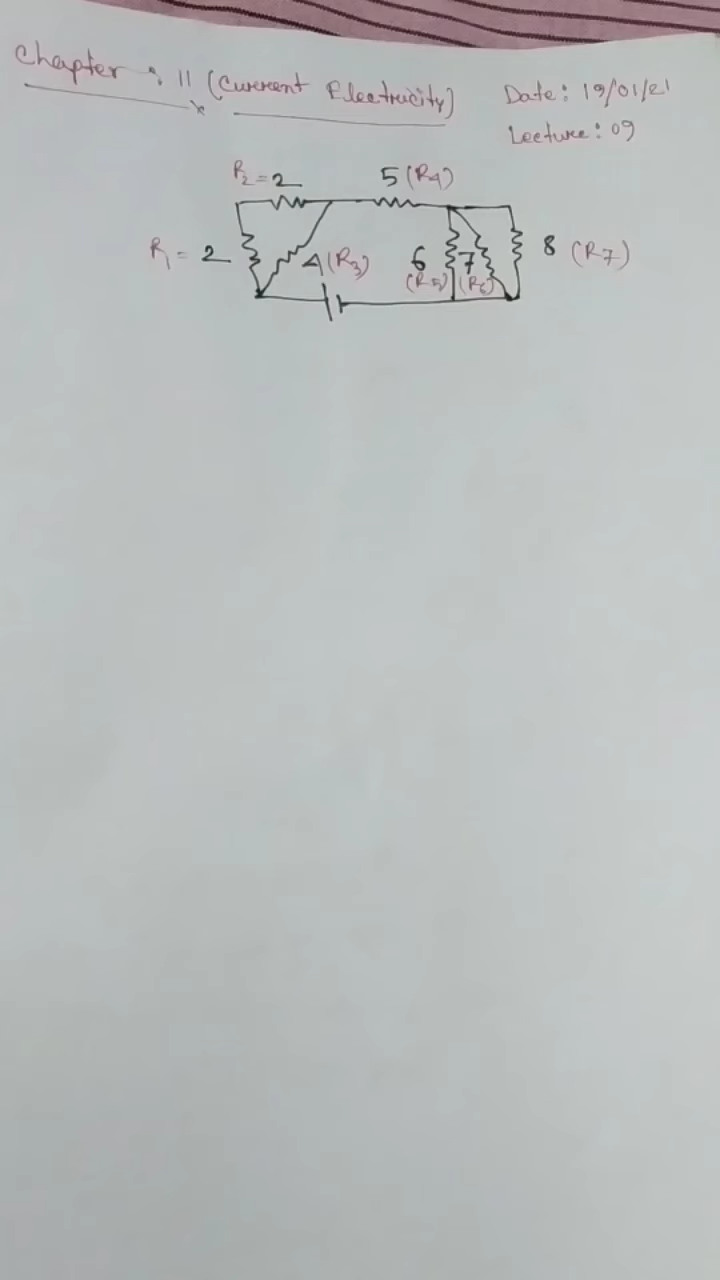 Chapter : 11 (Current Electricity)
Date: 19/01/21
Lecture: 09
R2 = 2
5 (R4)
R1 = 2
4 (R3)
6 (R5)
7 (R6)
8 (R7)